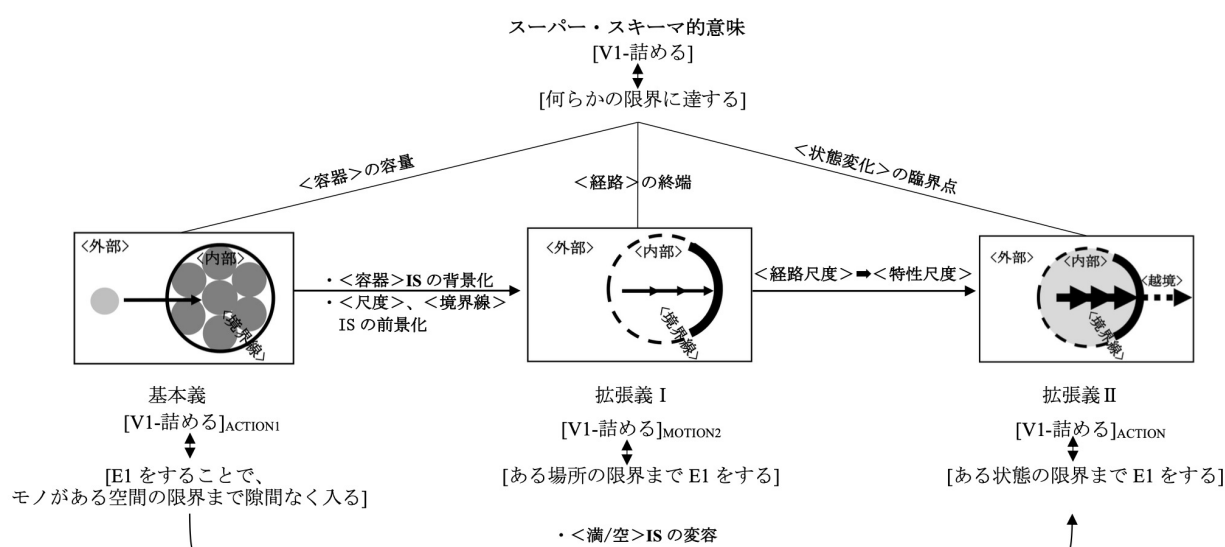 スーパー・スキーマ的意味
[V1-詰める]
[何らかの限界に達する]
<容器>の容量
<経路>の終端
<状態変化>の臨界点
<外部>
<内部>
<境界線>
・<容器>ISの背景化
・<尺度>、<境界線>
ISの前景化
<外部>
<内部>
<境界線>
<経路尺度>➡<特性尺度>
<外部>
<内部>
<越境>
<境界線>
基本義
[V1-詰める]ACTION1
[E1 をすることで、
モノがある空間の限界まで隙間なく入る]
拡張義 I
[V1-詰める]MOTION2
[ある場所の限界まで E1 をする]
拡張義 II
[V1-詰める]ACTION
[ある状態の限界まで E1 をする]
・<満/空>ISの変容